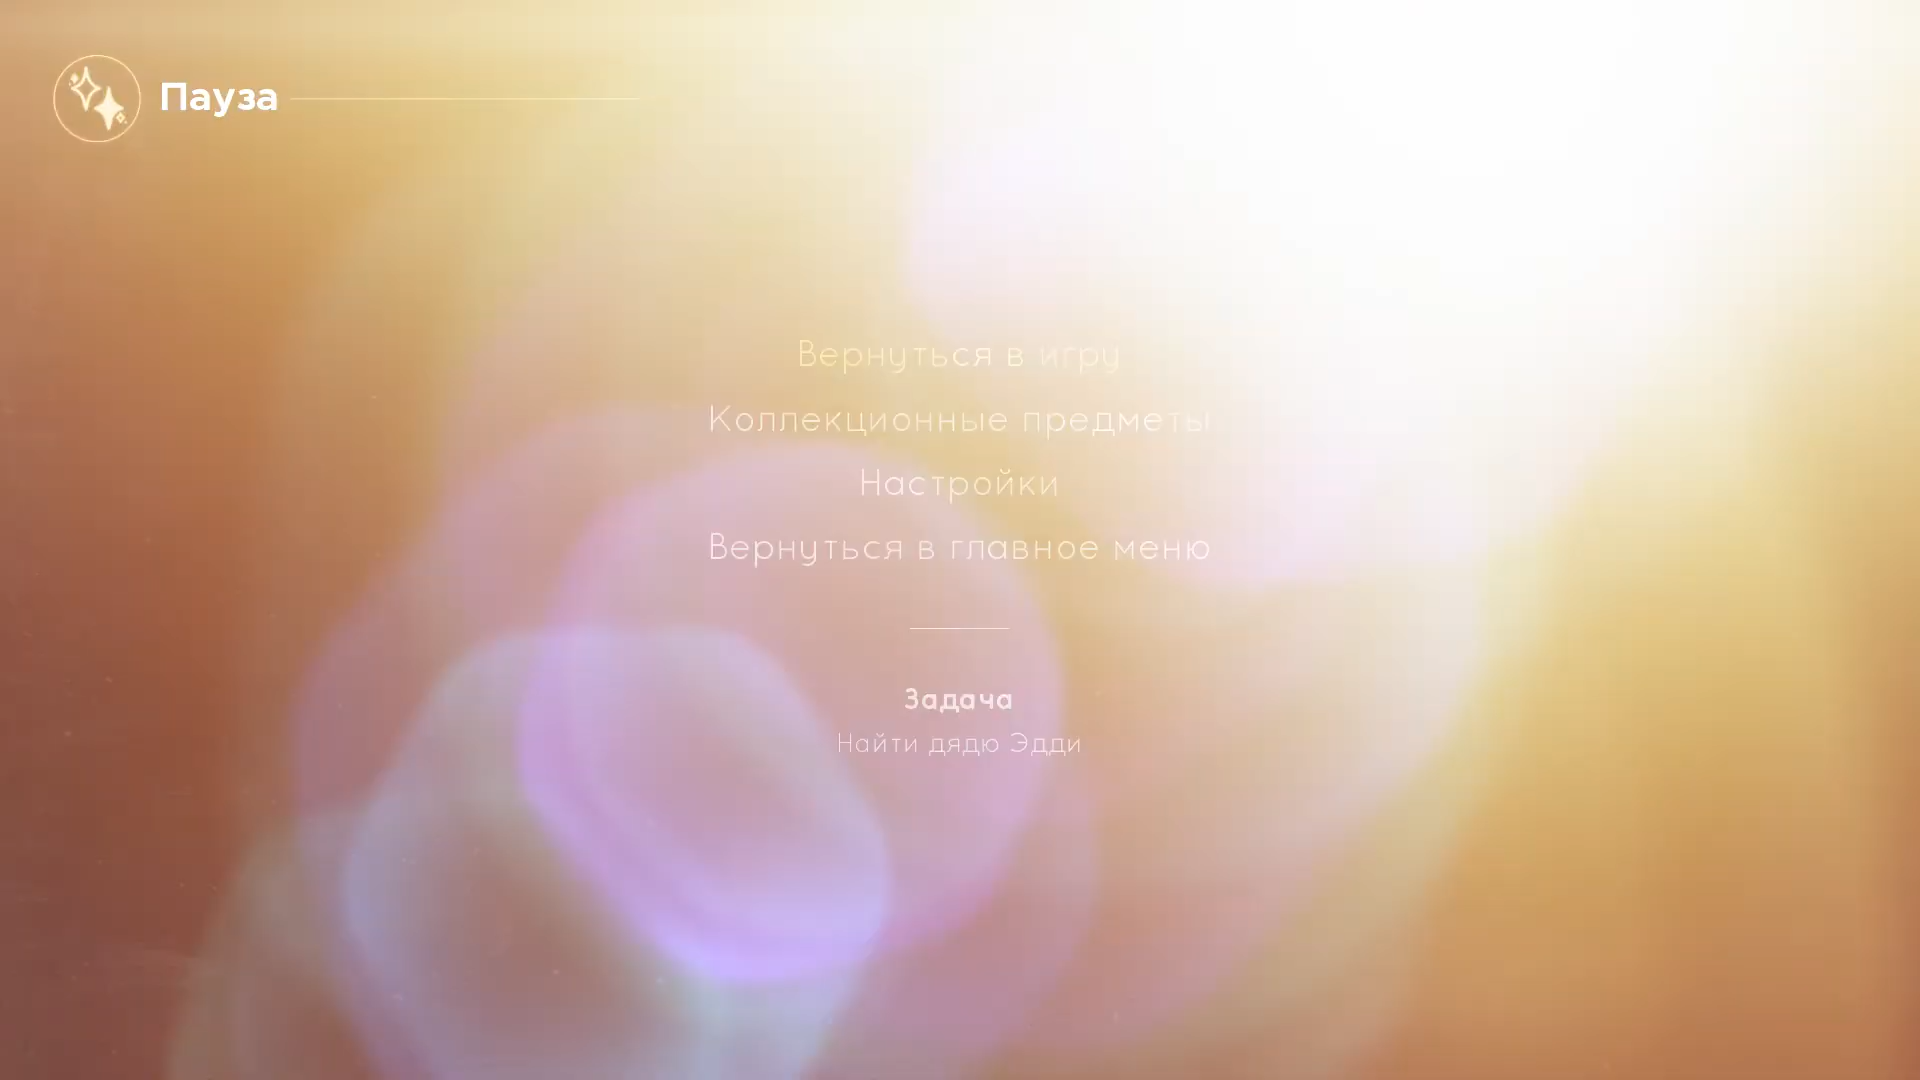 Пауза
Вернуться в игру
Коллекционные предметы
Настройки
Вернуться в главное меню
Задача
Найти дядю Эдди